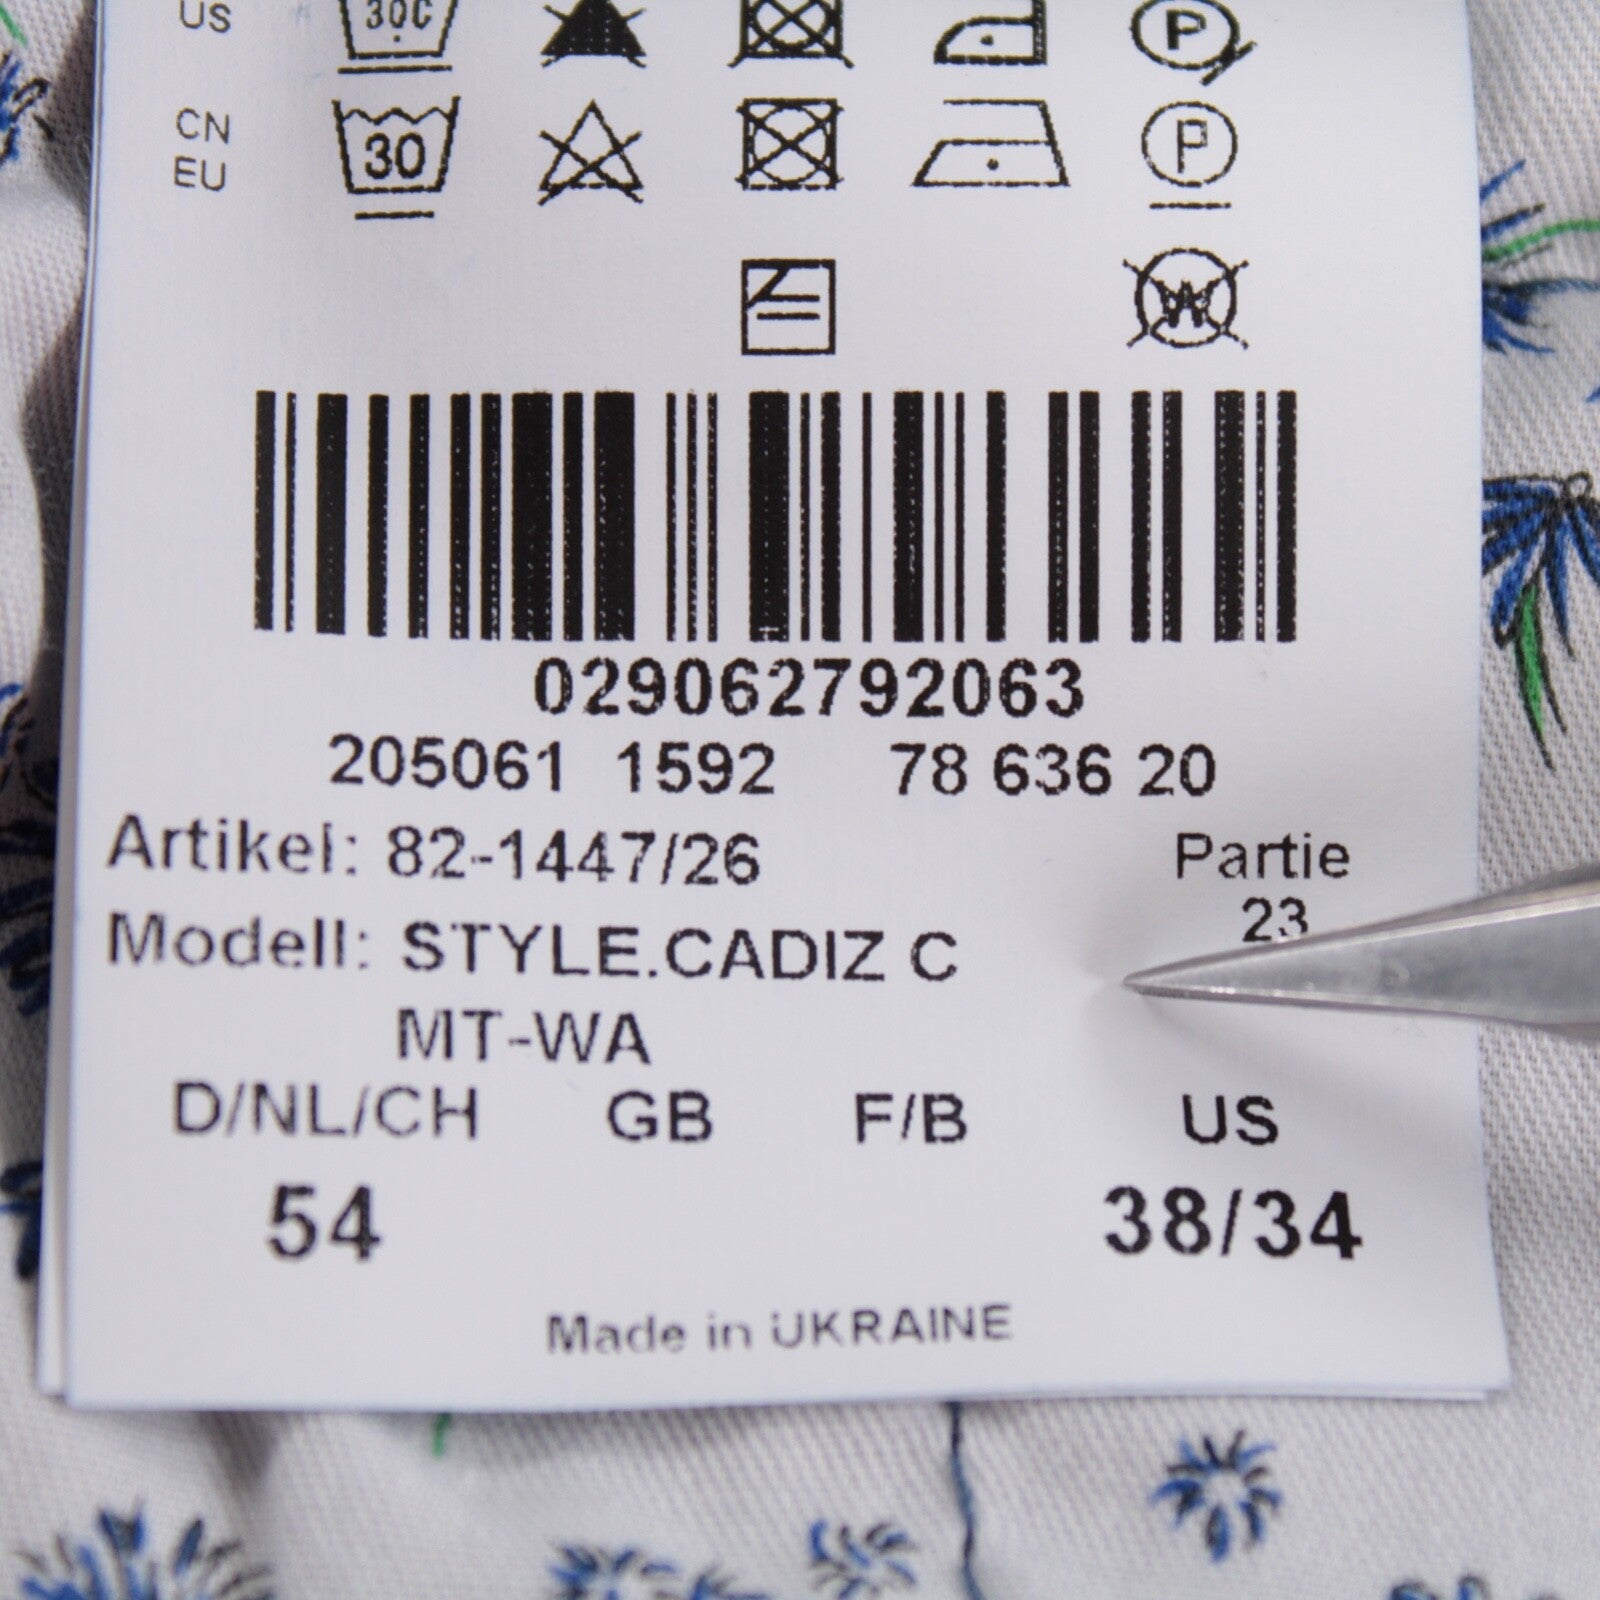 US 30C P
CN
EU
30 P
W
029062792063
205061 1592 78 636 20
Artikel: 82-1447/26 Partie
23
Modell: STYLE.CADIZ C
MT-WA
D/NL/CH GB F/B US
54 38/34
Made in UKRAINE